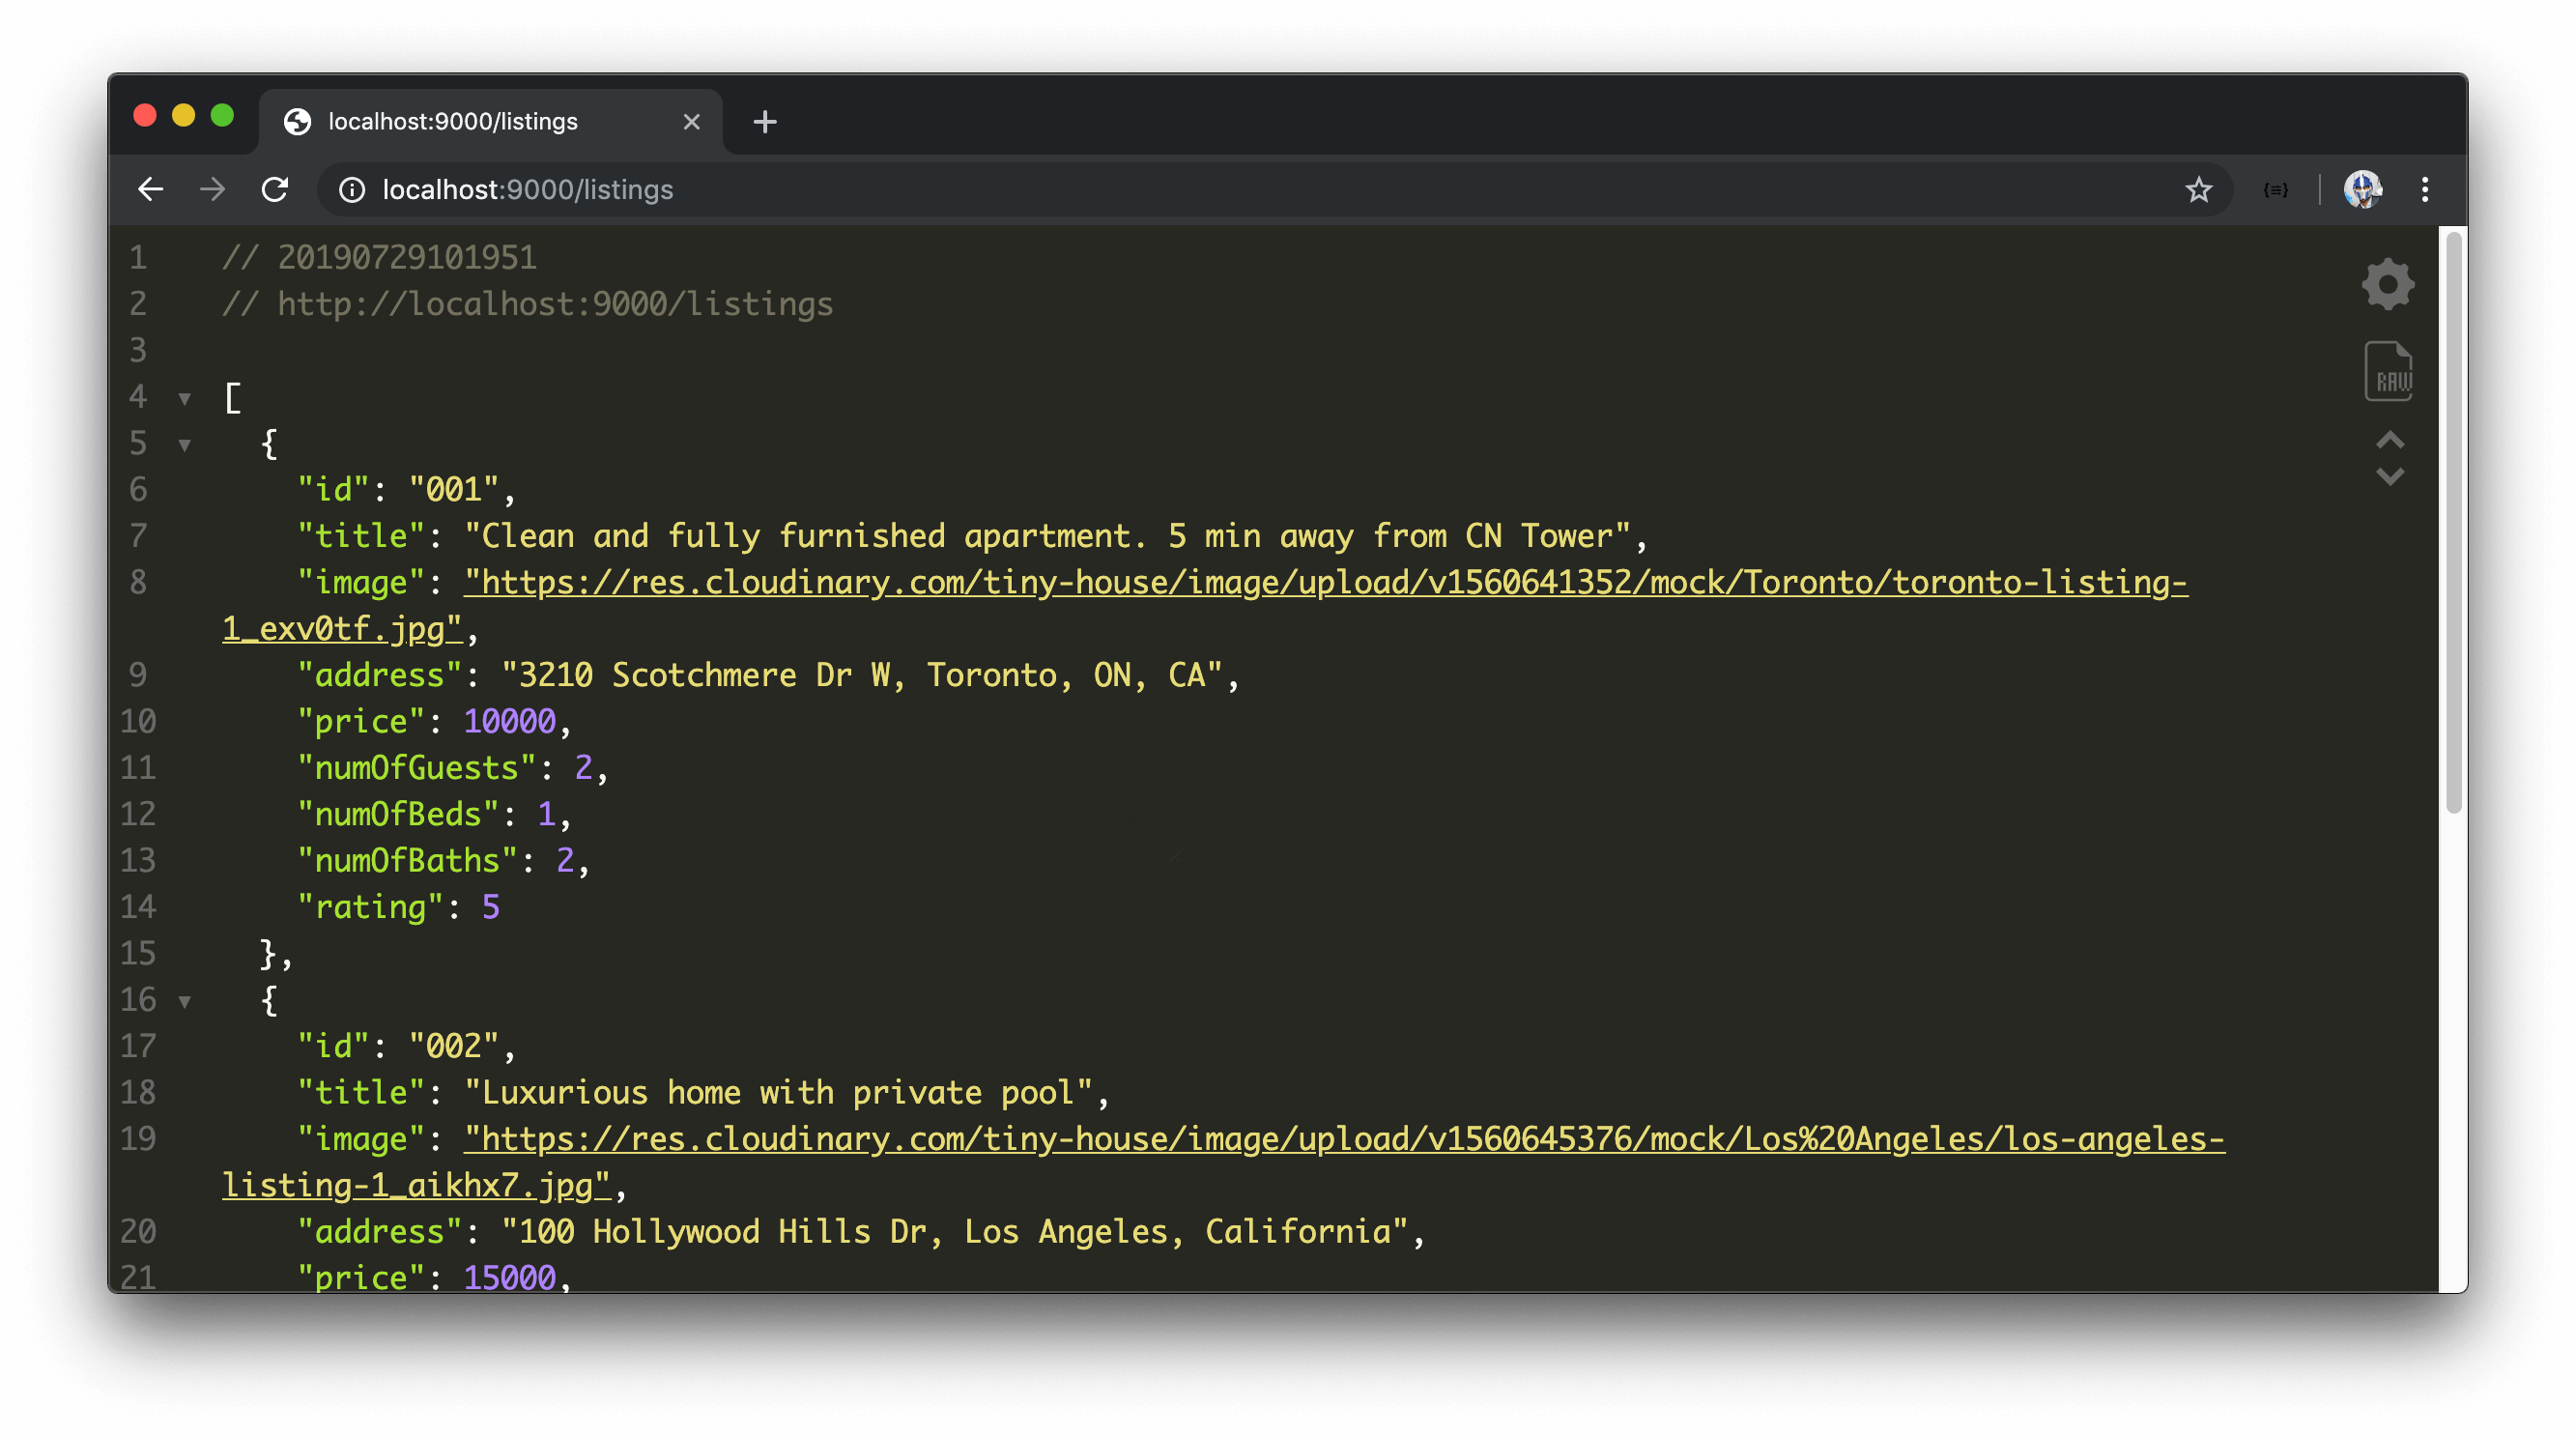 localhost:9000/listings
localhost:9000/listings
1 // 20190729101951
2 // http://localhost:9000/listings
3
4 [
5 {
6 "id": "001",
7 "title": "Clean and fully furnished apartment. 5 min away from CN Tower",
8 "image": "https://res.cloudinary.com/tiny-house/image/upload/v1560641352/mock/Toronto/toronto-listing-
1_exv0tf.jpg",
9 "address": "3210 Scotchmere Dr W, Toronto, ON, CA",
10 "price": 10000,
11 "numOfGuests": 2,
12 "numOfBeds": 1,
13 "numOfBaths": 2,
14 "rating": 5
15 },
16 {
17 "id": "002",
18 "title": "Luxurious home with private pool",
19 "image": "https://res.cloudinary.com/tiny-house/image/upload/v1560645376/mock/Los%20Angeles/los-angeles-
listing-1_aikhx7.jpg",
20 "address": "100 Hollywood Hills Dr, Los Angeles, California",
21 "price": 15000,
RAW